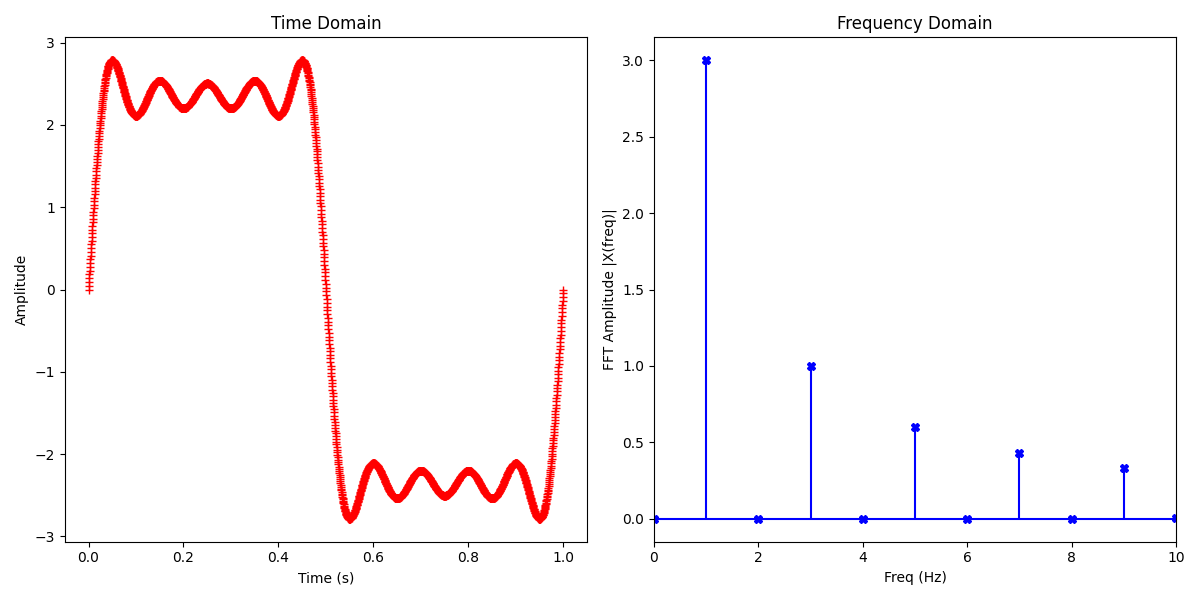 Time Domain
3
2
1
0
−1
−2
−3
Amplitude
0.0 0.2 0.4 0.6 0.8 1.0
Time (s)
Frequency Domain
3.0
2.5
2.0
1.5
1.0
0.5
0.0
FFT Amplitude |X(freq)|
0 2 4 6 8 10
Freq (Hz)